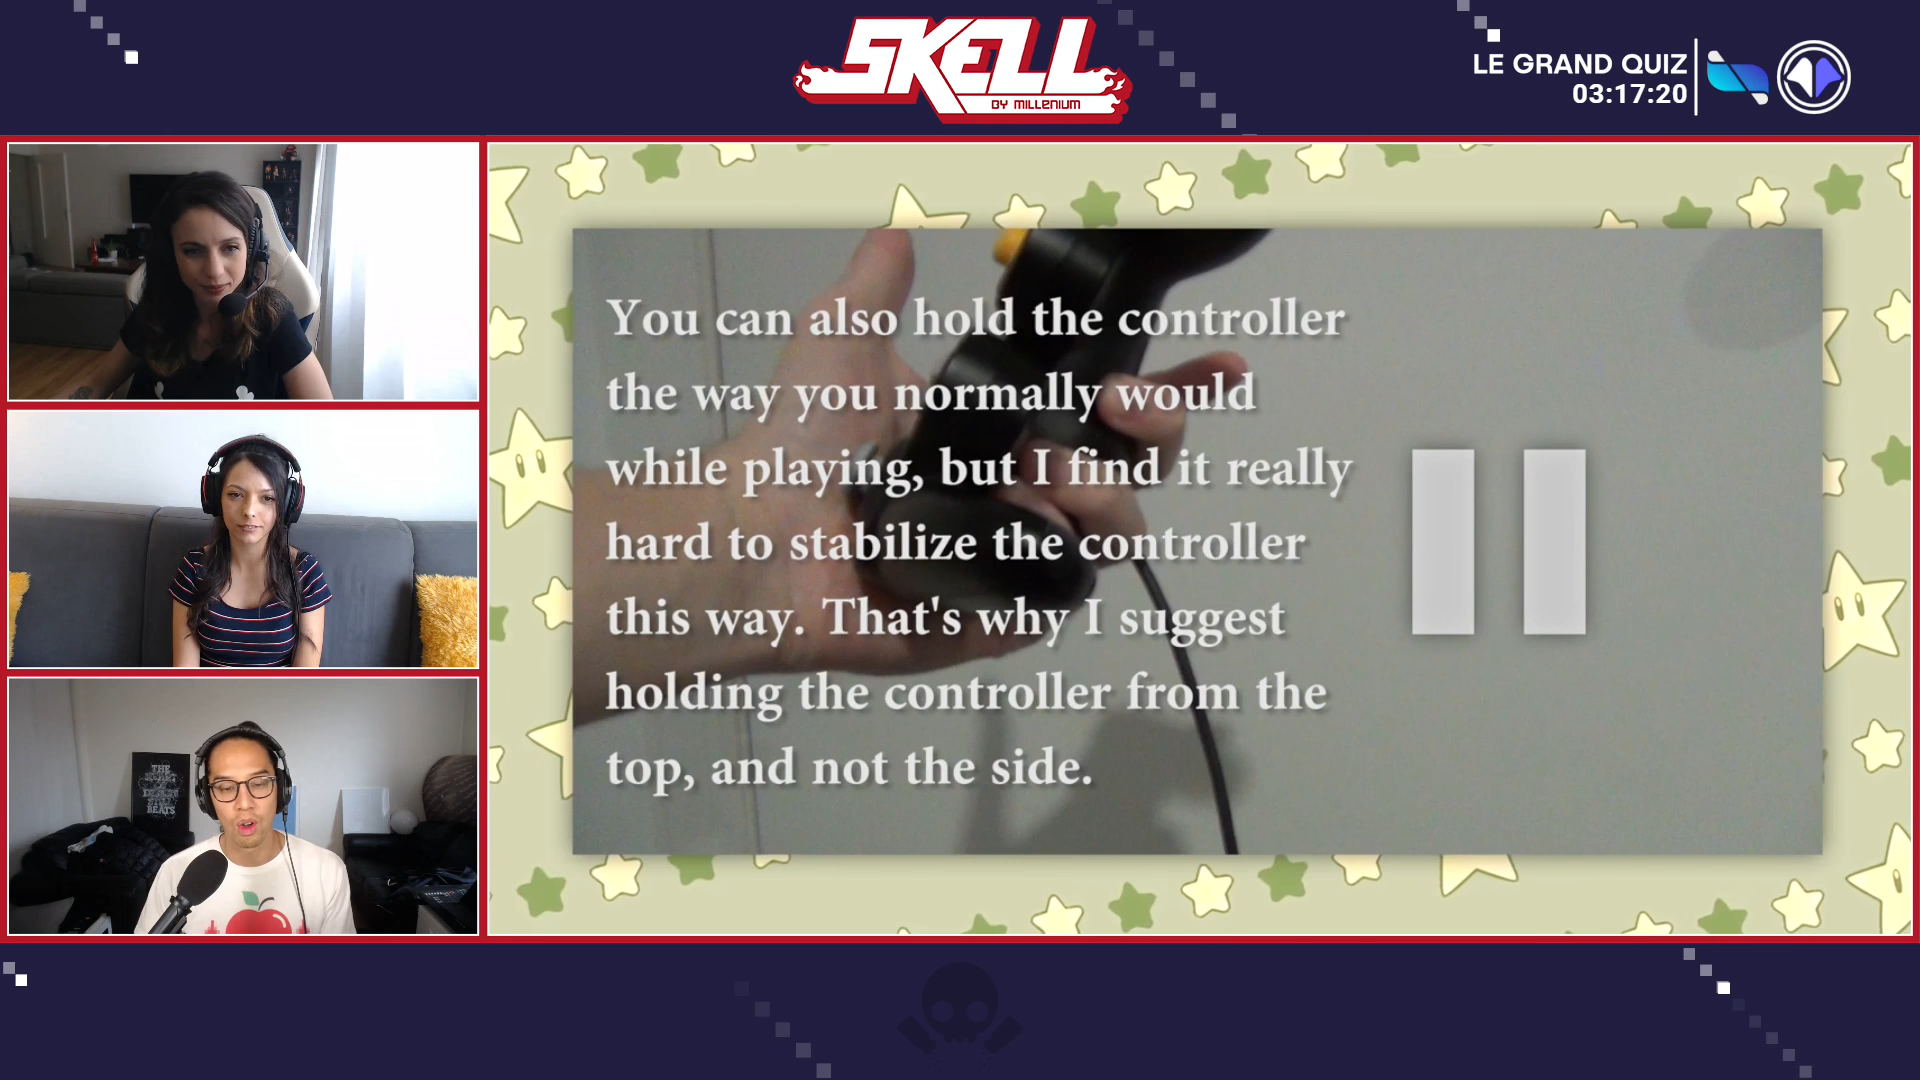 SKELL
BY MILLENIUM
LE GRAND QUIZ
03:17:20
You can also hold the controller
the way you normally would
while playing, but I find it really
hard to stabilize the controller
this way. That's why I suggest
holding the controller from the
top, and not the side.
THE
BEATS